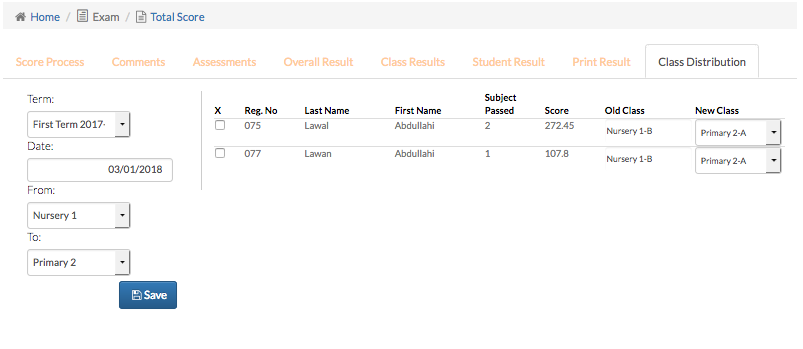 Home / Exam / Total Score
Score Process Comments Assessments Overall Result Class Results Student Result Print Result Class Distribution
Term:
First Term 2017-
Date:
03/01/2018
From:
Nursery 1
To:
Primary 2
Save
X Reg. No Last Name First Name Subject Passed Score Old Class New Class
075 Lawal Abdullahi 2 272.45 Nursery 1-B Primary 2-A
077 Lawan Abdullahi 1 107.8 Nursery 1-B Primary 2-A